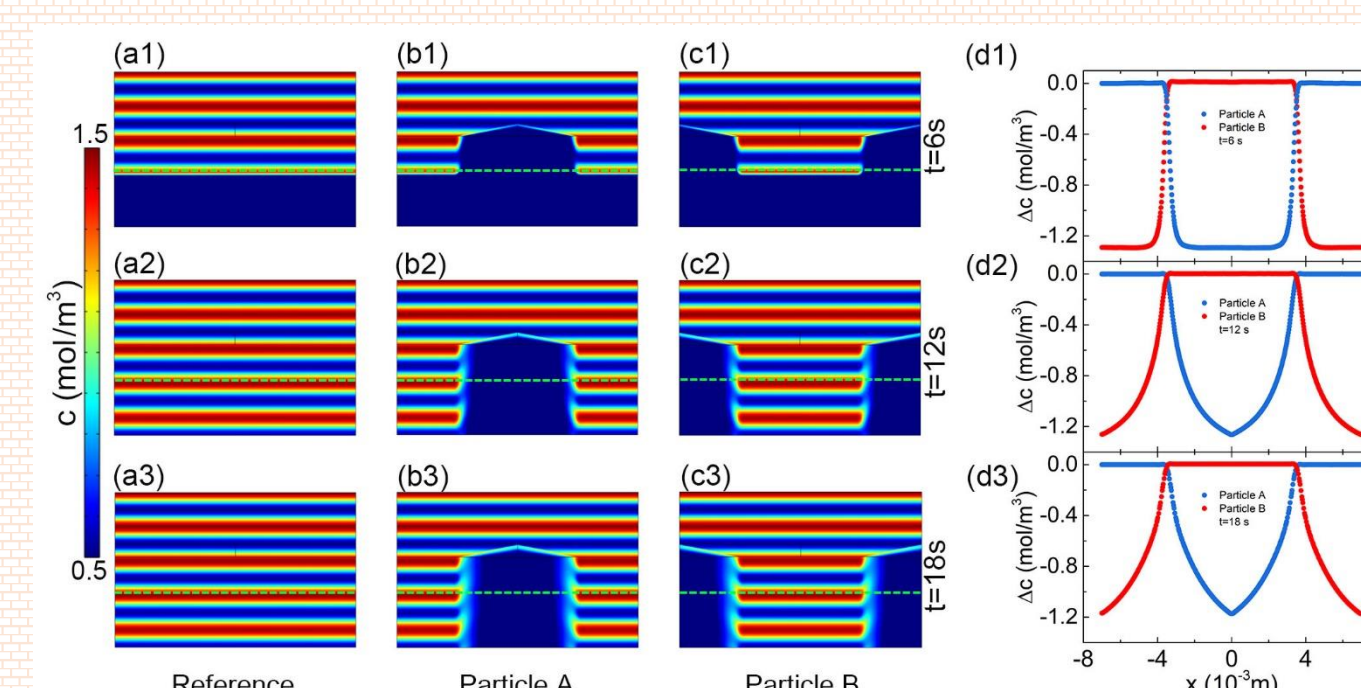 (a1)
(b1)
(c1)
(d1)
1.5
c (mol/m³)
0.5
t=6s
0.0
-0.4
-0.8
-1.2
Δc (mol/m³)
Particle A
Particle B
t=6 s
(a2)
(b2)
(c2)
(d2)
t=12s
0.0
-0.4
-0.8
-1.2
Δc (mol/m³)
Particle A
Particle B
t=12 s
(a3)
(b3)
(c3)
(d3)
t=18s
0.0
-0.4
-0.8
-1.2
Δc (mol/m³)
Particle A
Particle B
t=18 s
-8 -4 0 4
x (10⁻³m)
Reference
Particle A
Particle B